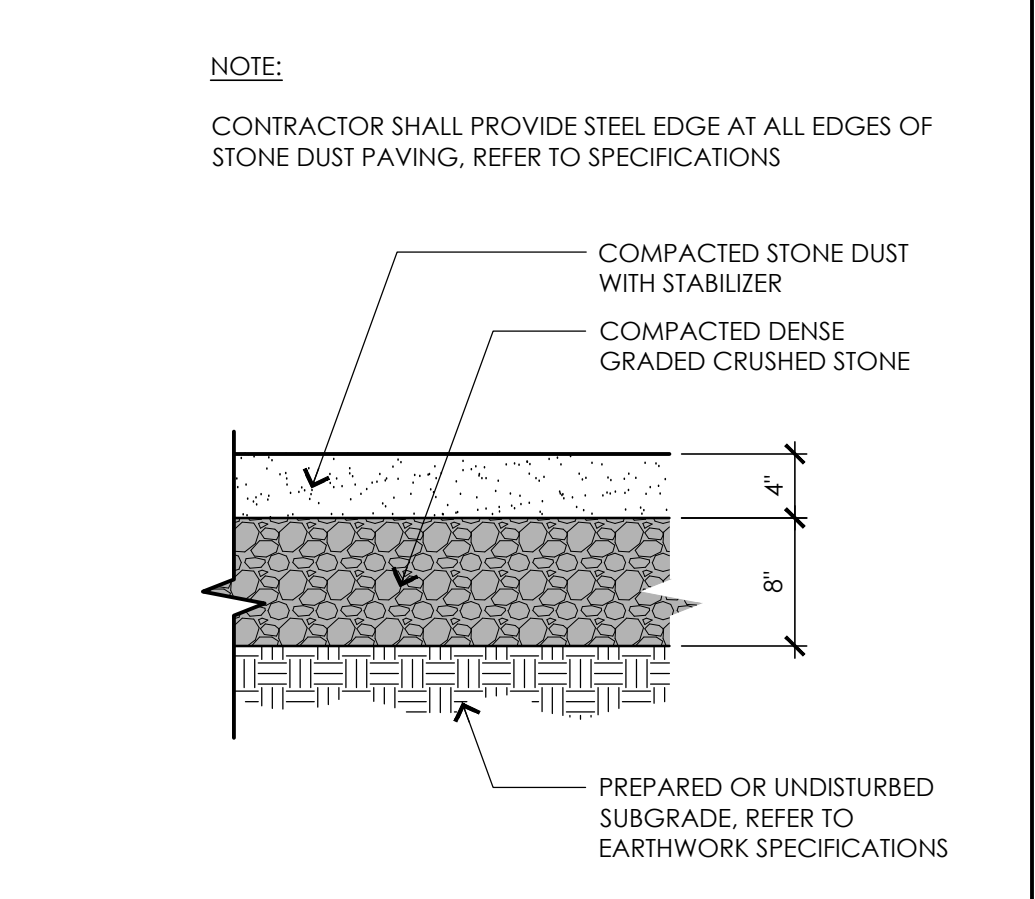 NOTE:
CONTRACTOR SHALL PROVIDE STEEL EDGE AT ALL EDGES OF
STONE DUST PAVING, REFER TO SPECIFICATIONS
COMPACTED STONE DUST
WITH STABILIZER
COMPACTED DENSE
GRADED CRUSHED STONE
4"
8"
PREPARED OR UNDISTURBED
SUBGRADE, REFER TO
EARTHWORK SPECIFICATIONS